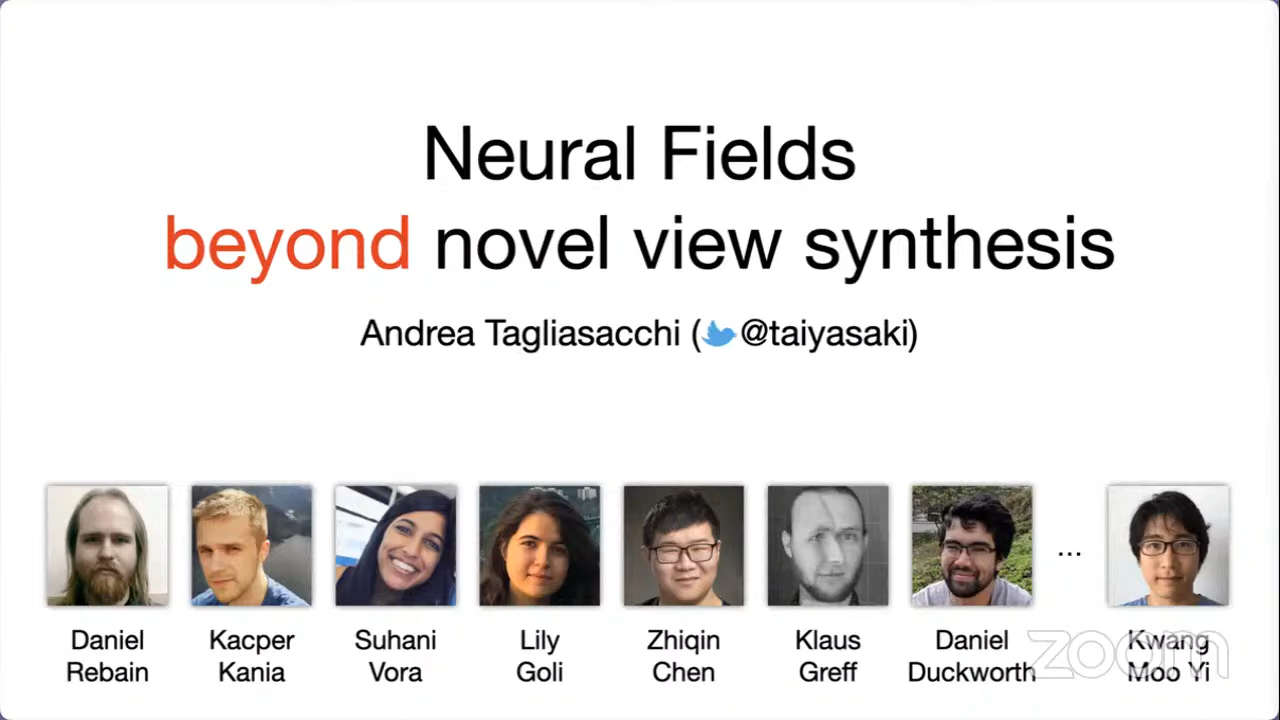 Neural Fields
beyond novel view synthesis
Andrea Tagliasacchi (@taiyasaki)
Daniel Rebain
Kacper Kania
Suhani Vora
Lily Goli
Zhiqin Chen
Klaus Greff
Daniel Duckworth
...
Kwang Moo Yi
zoom